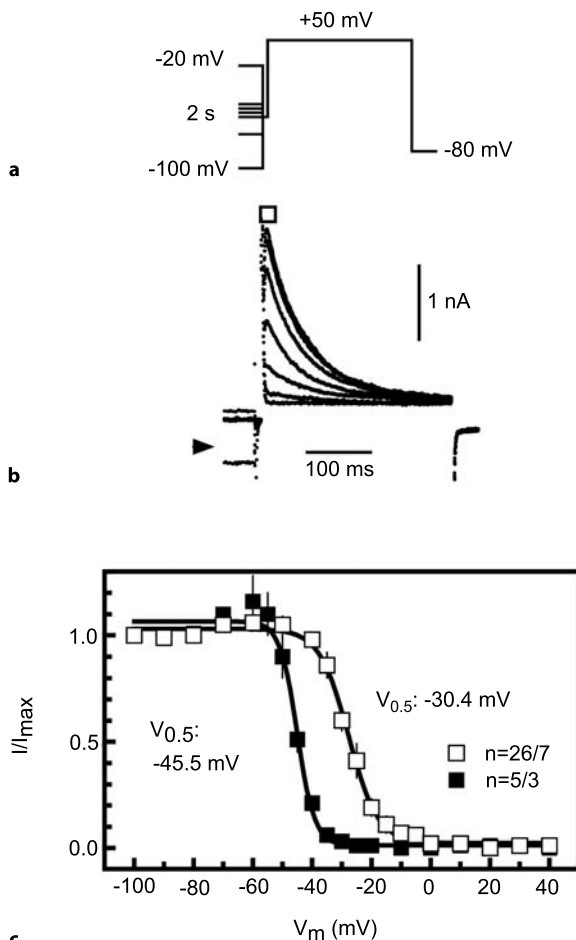 +50 mV
-20 mV
2 s
-80 mV
-100 mV
a
1 nA
100 ms
b
1.0
0.5
0.0
I/Imax
V0.5: -30.4 mV
V0.5:
-45.5 mV
n=26/7
n=5/3
-100 -80 -60 -40 -20 0 20 40
Vm (mV)